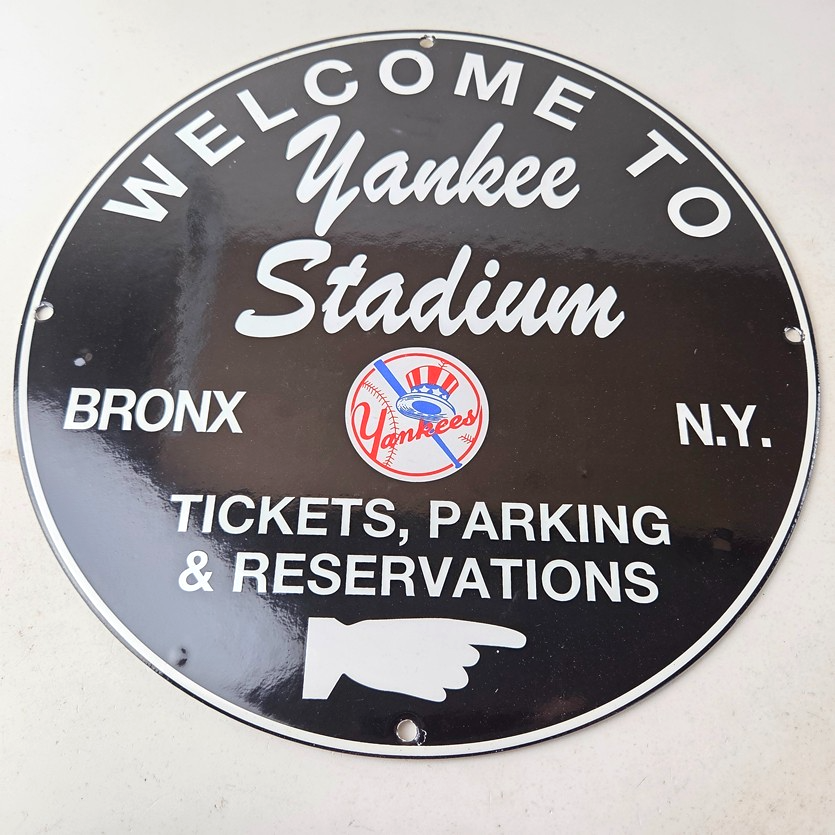 WELCOME TO
Yankee
Stadium
Yankees
BRONX
N.Y.
TICKETS, PARKING
& RESERVATIONS